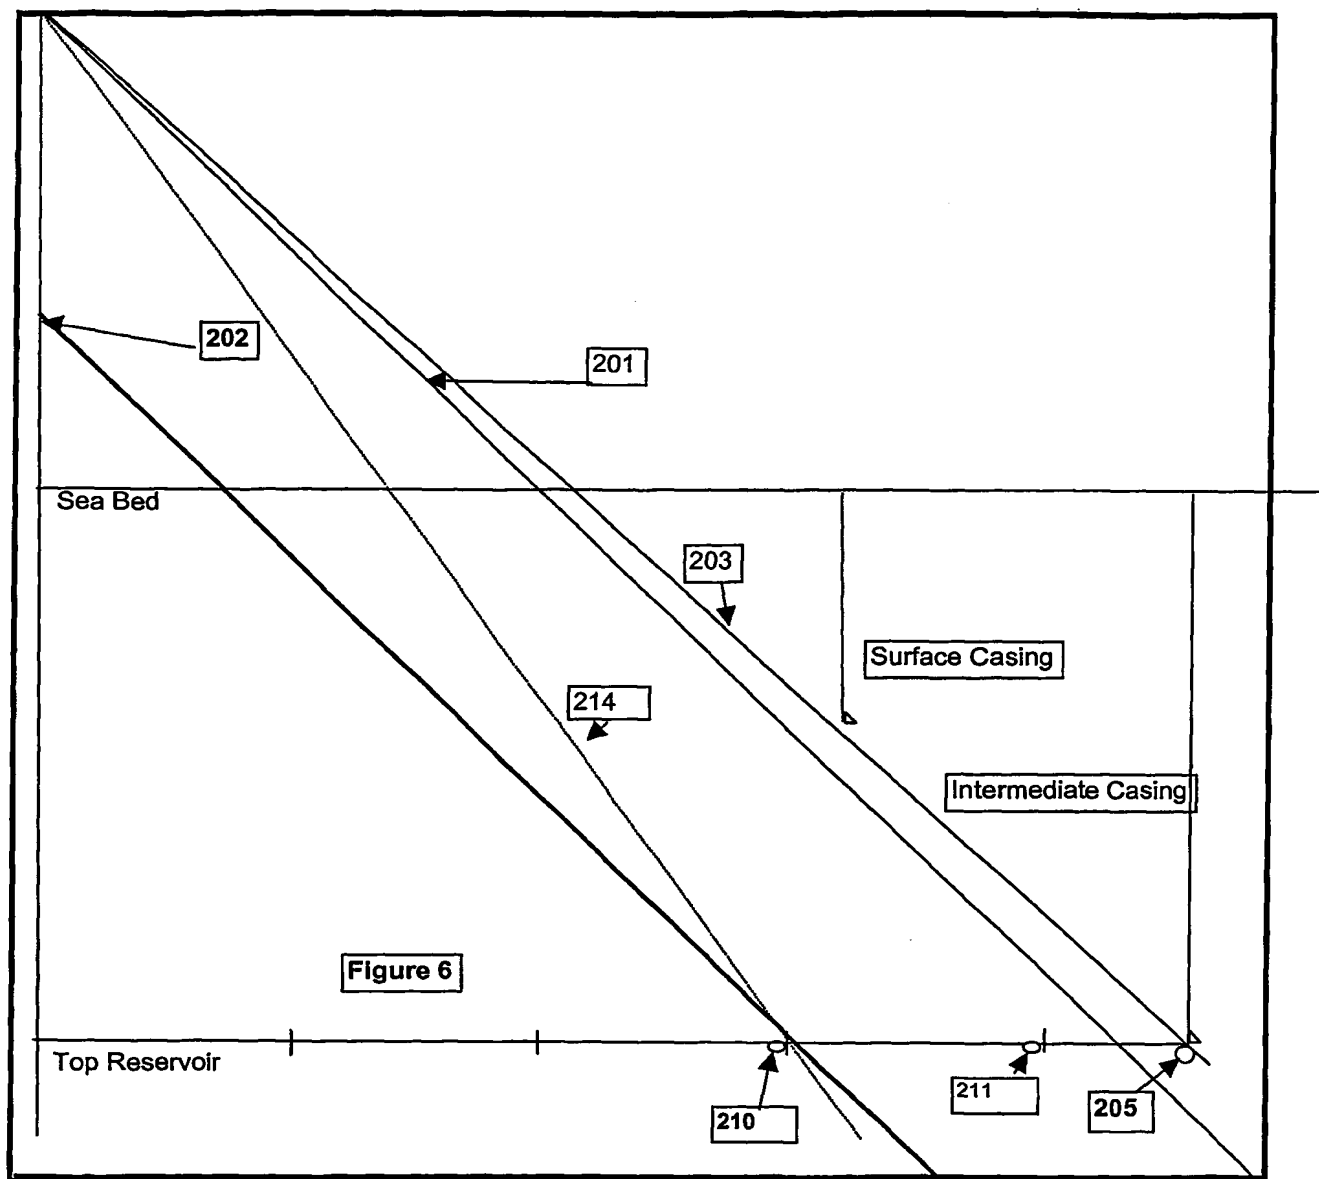 202
201
Sea Bed
203
Surface Casing
214
Intermediate Casing
Figure 6
Top Reservoir
210
211
205